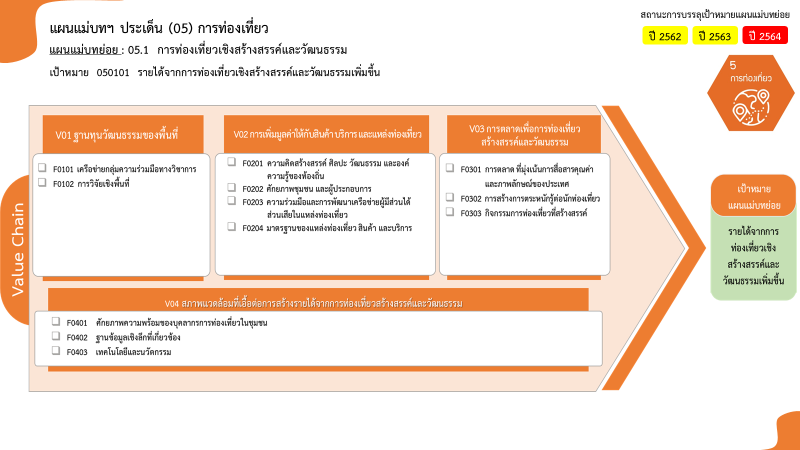 แผนแม่บทฯ ประเด็น (05) การท่องเที่ยว
แผนแม่บทย่อย : 05.1 การท่องเที่ยวเชิงสร้างสรรค์และวัฒนธรรม
เป้าหมาย 050101 รายได้จากการท่องเที่ยวเชิงสร้างสรรค์และวัฒนธรรมเพิ่มขึ้น
สถานะการบรรลุเป้าหมายแผนแม่บทย่อย
ปี 2562 ปี 2563 ปี 2564
5
การท่องเที่ยว
Value Chain
V01 ฐานทุนวัฒนธรรมของพื้นที่
F0101 เครือข่ายกลุ่มความร่วมมือทางวิชาการ
F0102 การวิจัยเชิงพื้นที่
V02 การเพิ่มมูลค่าให้กับสินค้า บริการ และแหล่งท่องเที่ยว
F0201 ความคิดสร้างสรรค์ ศิลปะ วัฒนธรรม และองค์
ความรู้ของท้องถิ่น
F0202 ศักยภาพชุมชน และผู้ประกอบการ
F0203 ความร่วมมือและการพัฒนาเครือข่ายผู้มีส่วนได้
ส่วนเสียในแหล่งท่องเที่ยว
F0204 มาตรฐานของแหล่งท่องเที่ยว สินค้า และบริการ
V03 การตลาดเพื่อการท่องเที่ยว
สร้างสรรค์และวัฒนธรรม
F0301 การตลาด ที่มุ่งเน้นการสื่อสารคุณค่า
และภาพลักษณ์ของประเทศ
F0302 การสร้างการตระหนักรู้ต่อนักท่องเที่ยว
F0303 กิจกรรมการท่องเที่ยวที่สร้างสรรค์
V04 สภาพแวดล้อมที่เอื้อต่อการสร้างรายได้จากการท่องเที่ยวสร้างสรรค์และวัฒนธรรม
F0401 ศักยภาพความพร้อมของบุคลากรการท่องเที่ยวในชุมชน
F0402 ฐานข้อมูลเชิงลึกที่เกี่ยวข้อง
F0403 เทคโนโลยีและนวัตกรรม
เป้าหมาย
แผนแม่บทย่อย
รายได้จากการ
ท่องเที่ยวเชิง
สร้างสรรค์และ
วัฒนธรรมเพิ่มขึ้น